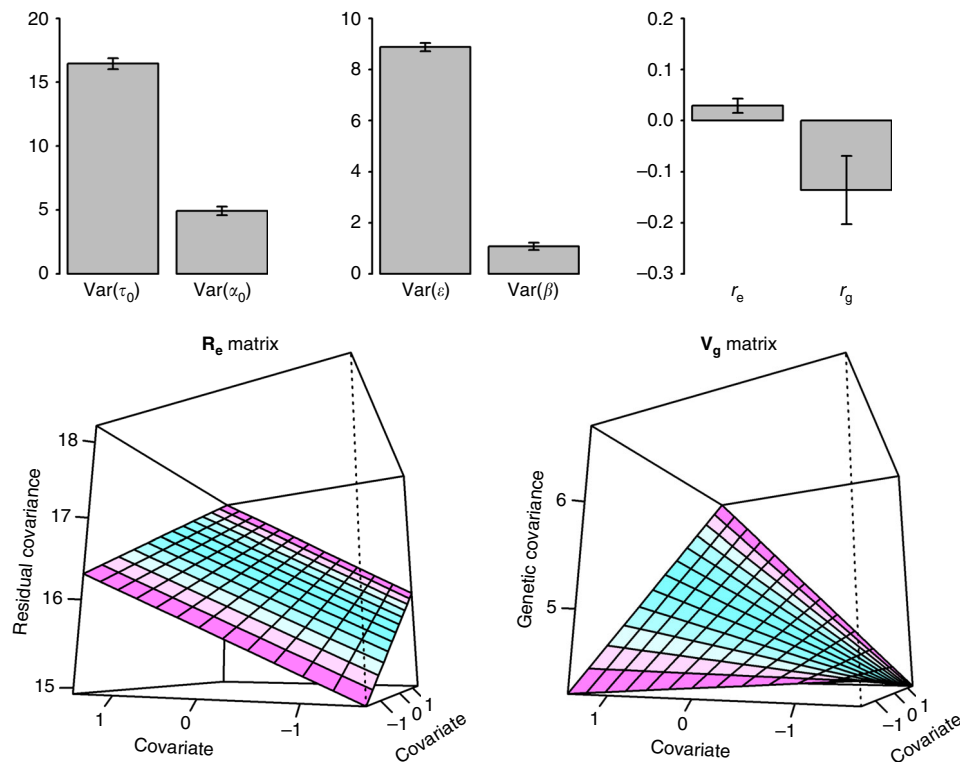 20
15
10
5
0
Var(τ₀)
Var(α₀)
10
8
6
4
2
0
Var(ε)
Var(β)
0.2
0.1
0.0
−0.1
−0.2
−0.3
rₑ
r_g
Rₑ matrix
Residual covariance
18
17
16
15
1
0
−1
Covariate
−1
0
1
Covariate
V_g matrix
Genetic covariance
6
5
1
0
−1
Covariate
−1
0
1
Covariate